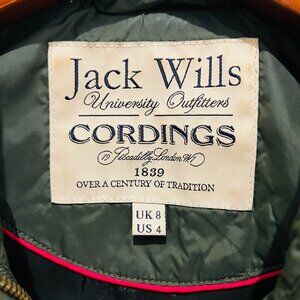 Jack Wills
University Outfitters
CORDINGS
19 Piccadilly London W1
1839
OVER A CENTURY OF TRADITION
UK 8
US 4